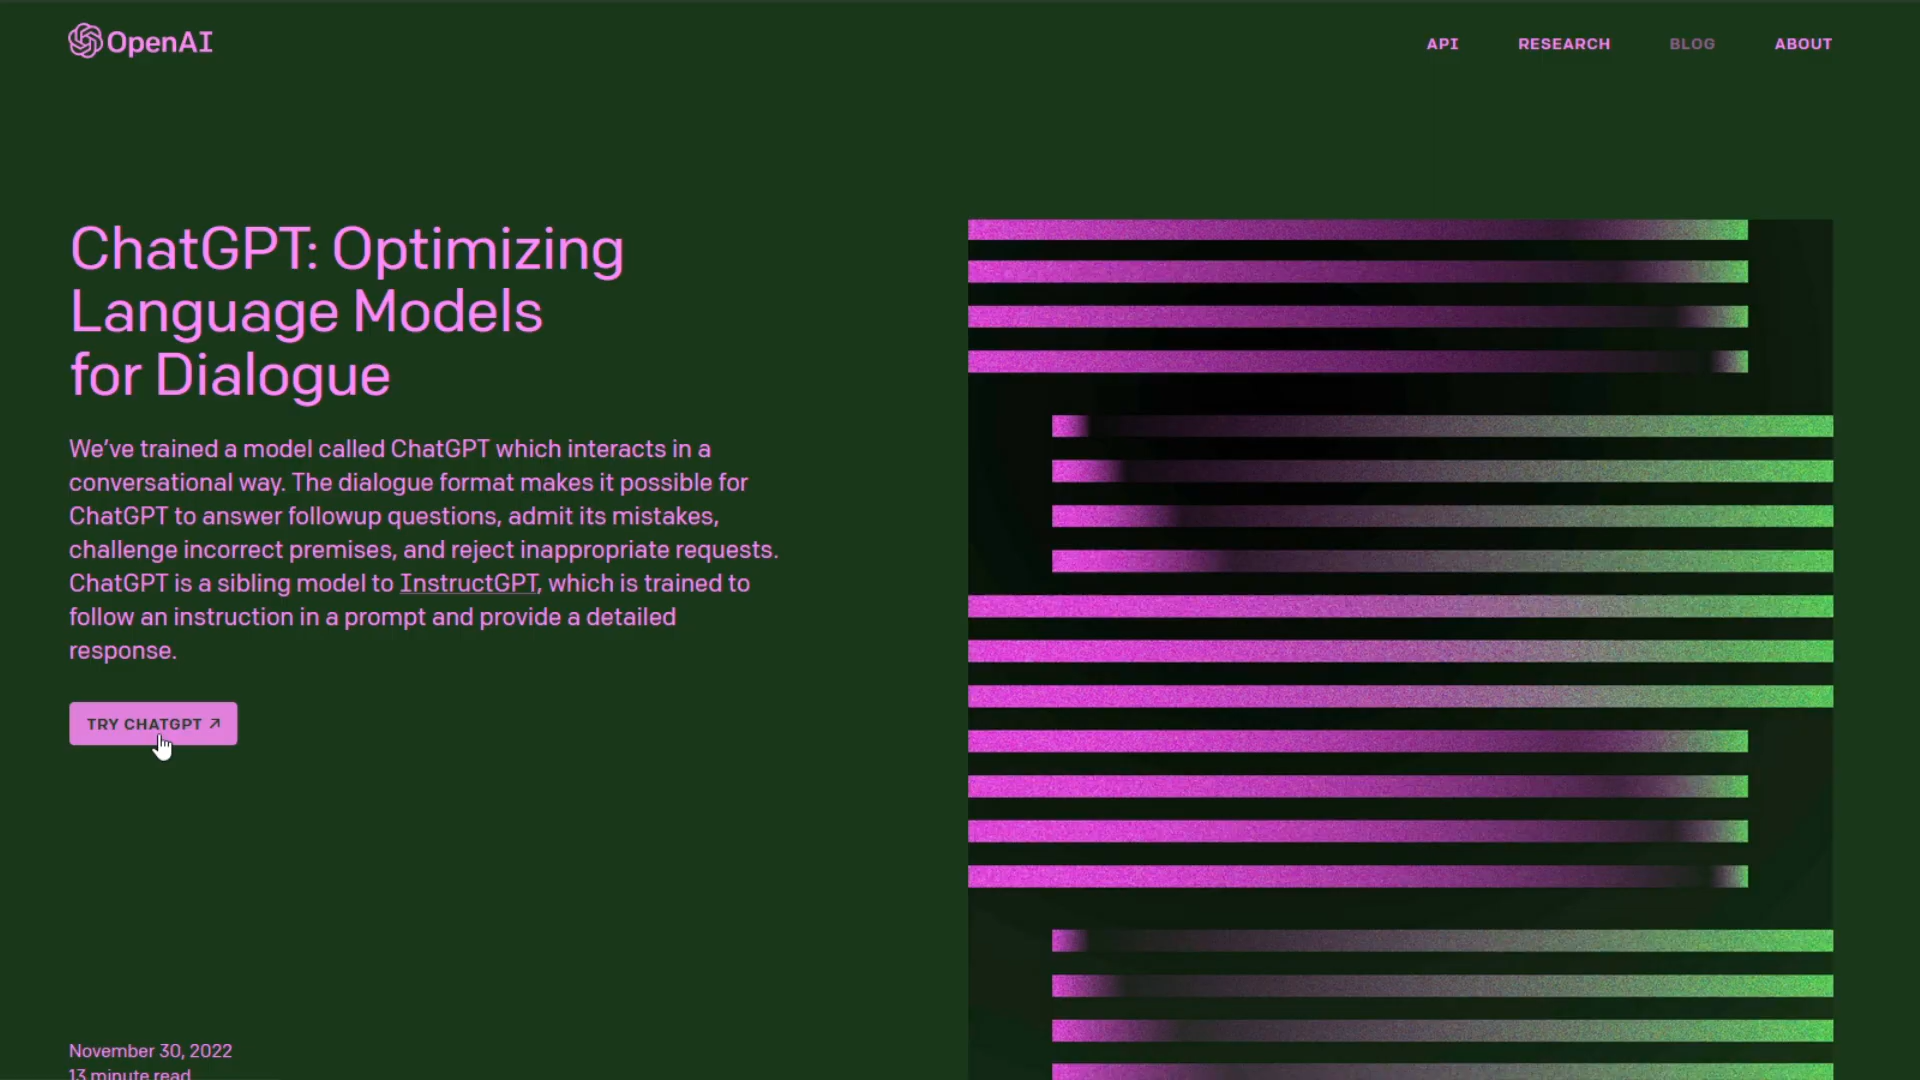 OpenAI
API RESEARCH BLOG ABOUT
ChatGPT: Optimizing
Language Models
for Dialogue
We’ve trained a model called ChatGPT which interacts in a
conversational way. The dialogue format makes it possible for
ChatGPT to answer followup questions, admit its mistakes,
challenge incorrect premises, and reject inappropriate requests.
ChatGPT is a sibling model to InstructGPT, which is trained to
follow an instruction in a prompt and provide a detailed
response.
TRY CHATGPT ↗
November 30, 2022
13 minute read